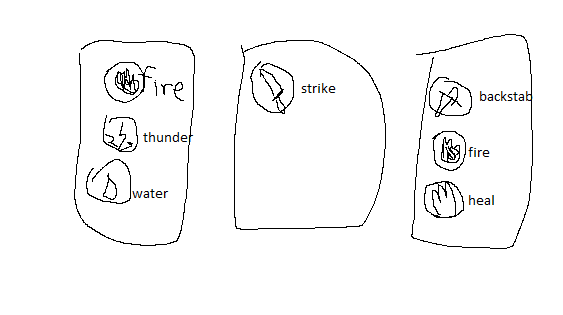 fire
thunder
water
strike
backstab
fire
heal